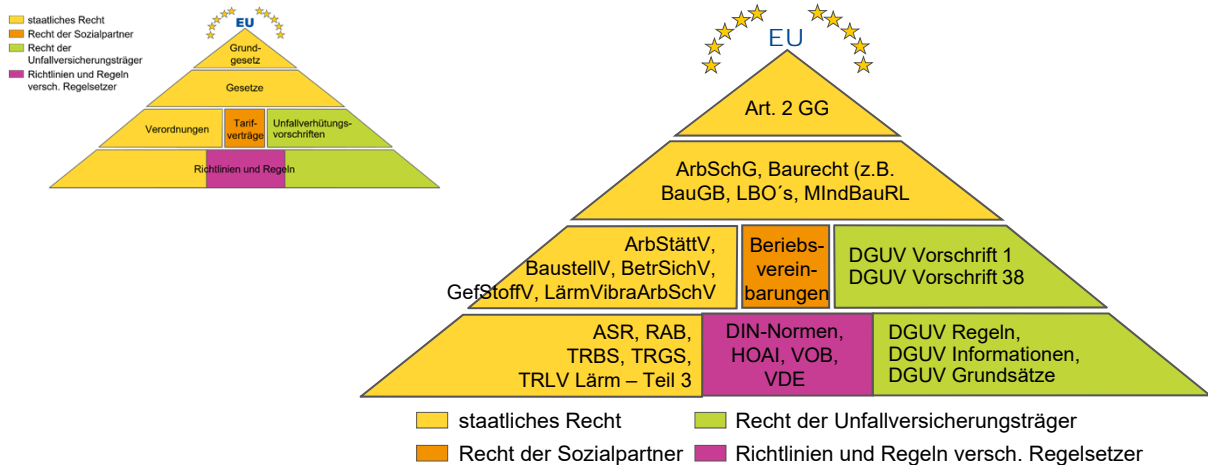 staatliches Recht
Recht der Sozialpartner
Recht der
Unfallversicherungsträger
Richtlinien und Regeln
versch. Regelsetzer
EU
Grund-
gesetz
Gesetze
Verordnungen
Tarif-
verträge
Unfallverhütungs-
vorschriften
Richtlinien und Regeln
EU
Art. 2 GG
ArbSchG, Baurecht (z.B.
BauGB, LBO´s, MIndBauRL
ArbStättV,
BaustellV, BetrSichV,
GefStoffV, LärmVibraArbSchV
Beriebs-
verein-
barungen
DGUV Vorschrift 1
DGUV Vorschrift 38
ASR, RAB,
TRBS, TRGS,
TRLV Lärm – Teil 3
DIN-Normen,
HOAI, VOB,
VDE
DGUV Regeln,
DGUV Informationen,
DGUV Grundsätze
staatliches Recht
Recht der Unfallversicherungsträger
Recht der Sozialpartner
Richtlinien und Regeln versch. Regelsetzer